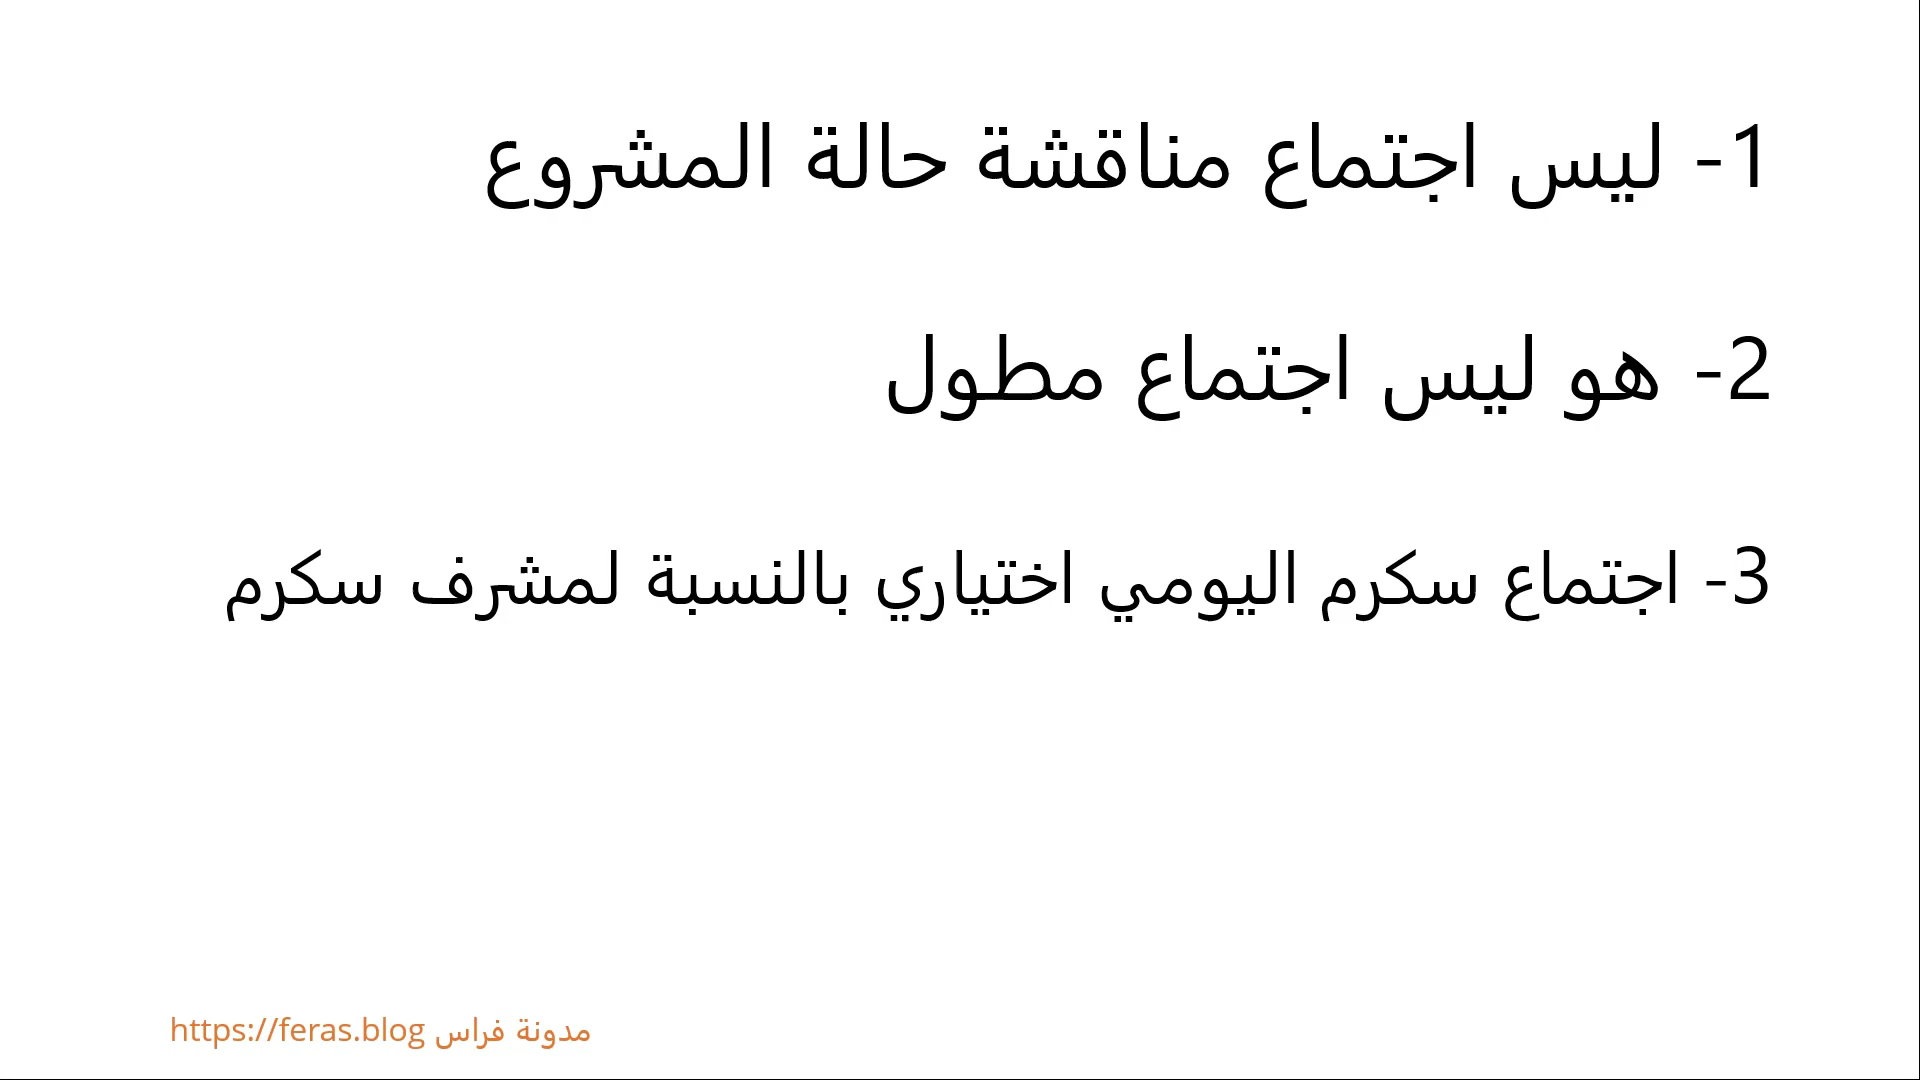 1- ليس اجتماع مناقشة حالة المشروع
2- هو ليس اجتماع مطول
3- اجتماع سكرم اليومي اختياري بالنسبة لمشرف سكرم
مدونة فراس https://feras.blog